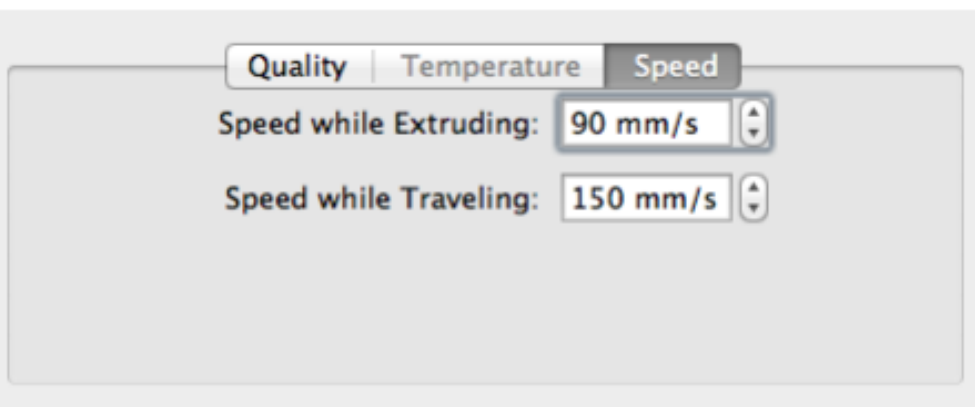 Quality Temperature Speed
Speed while Extruding: 90 mm/s
Speed while Traveling: 150 mm/s